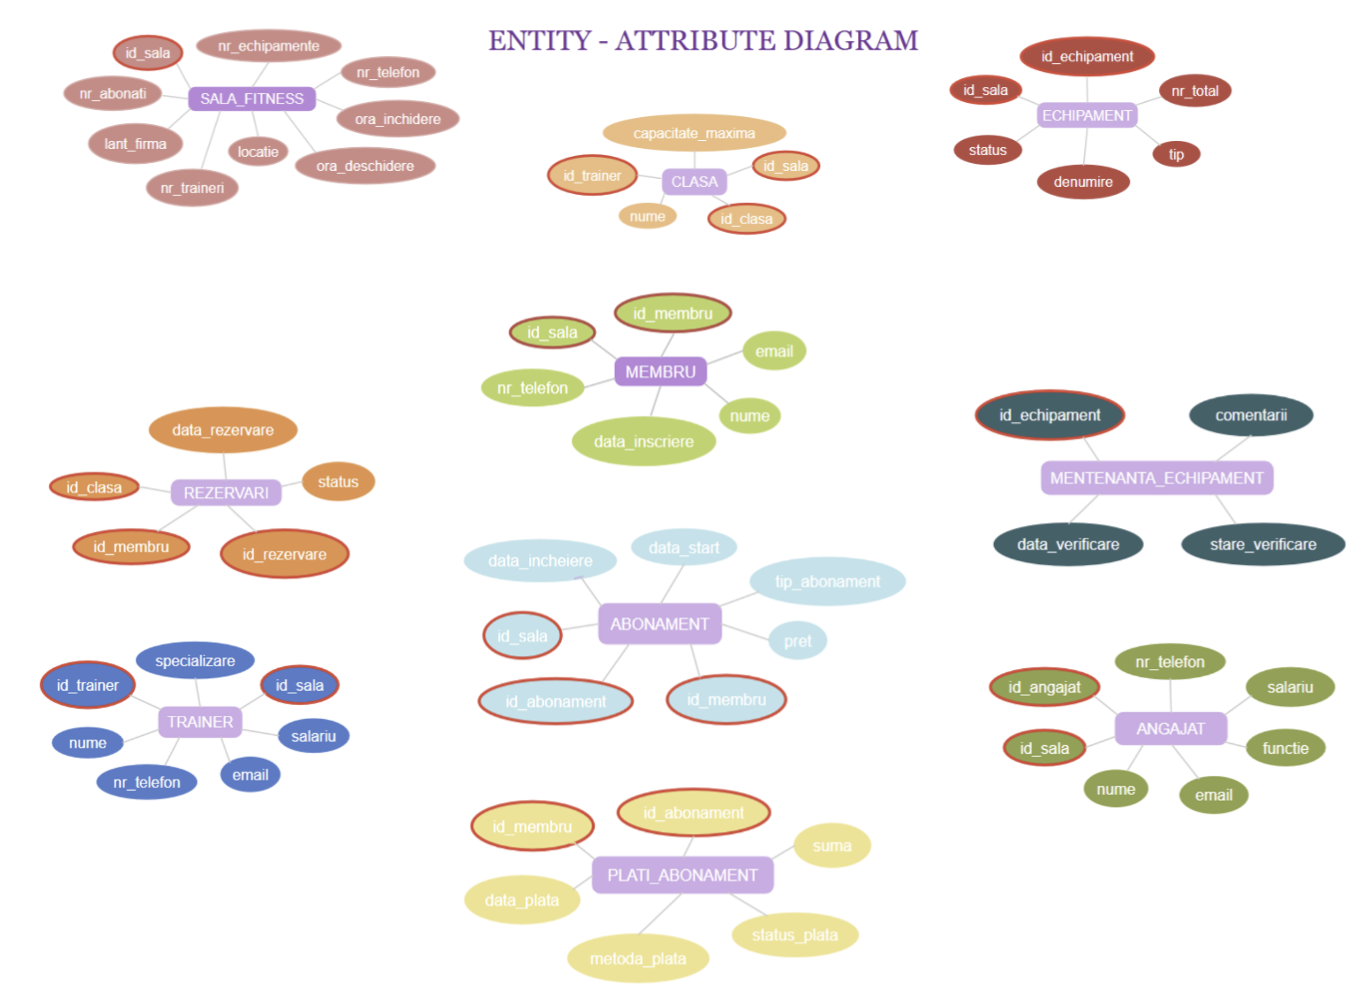 ENTITY - ATTRIBUTE DIAGRAM
id_sala
nr_echipamente
nr_telefon
nr_abonati
SALA_FITNESS
ora_inchidere
lant_firma
locatie
ora_deschidere
nr_traineri
capacitate_maxima
id_trainer
id_sala
CLASA
nume
id_clasa
id_echipament
id_sala
nr_total
ECHIPAMENT
status
tip
denumire
id_membru
id_sala
email
MEMBRU
nr_telefon
nume
data_inscriere
data_rezervare
id_clasa
status
REZERVARI
id_membru
id_rezervare
id_echipament
comentarii
MENTENANTA_ECHIPAMENT
data_verificare
stare_verificare
data_incheiere
data_start
tip_abonament
ABONAMENT
id_sala
pret
id_abonament
id_membru
specializare
id_trainer
id_sala
TRAINER
nume
salariu
nr_telefon
email
nr_telefon
id_angajat
salariu
ANGAJAT
id_sala
functie
nume
email
id_membru
id_abonament
suma
PLATI_ABONAMENT
data_plata
status_plata
metoda_plata